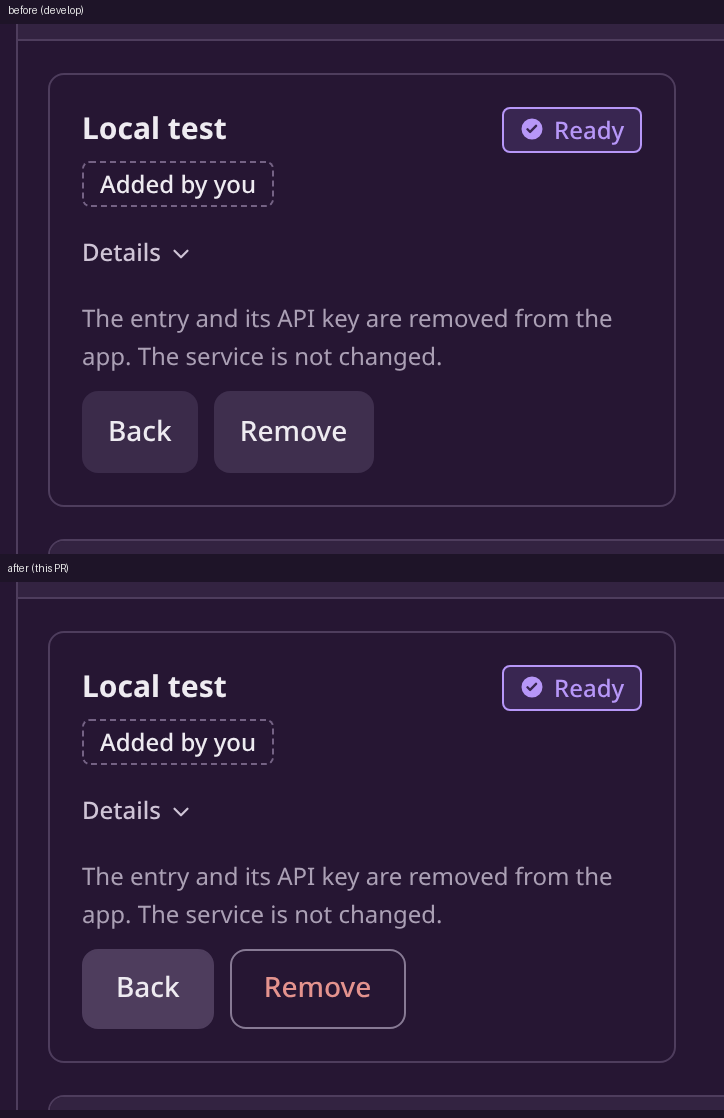 before (develop)
Local test
Ready
Added by you
Details
The entry and its API key are removed from the
app. The service is not changed.
Back
Remove
after (this PR)
Local test
Ready
Added by you
Details
The entry and its API key are removed from the
app. The service is not changed.
Back
Remove